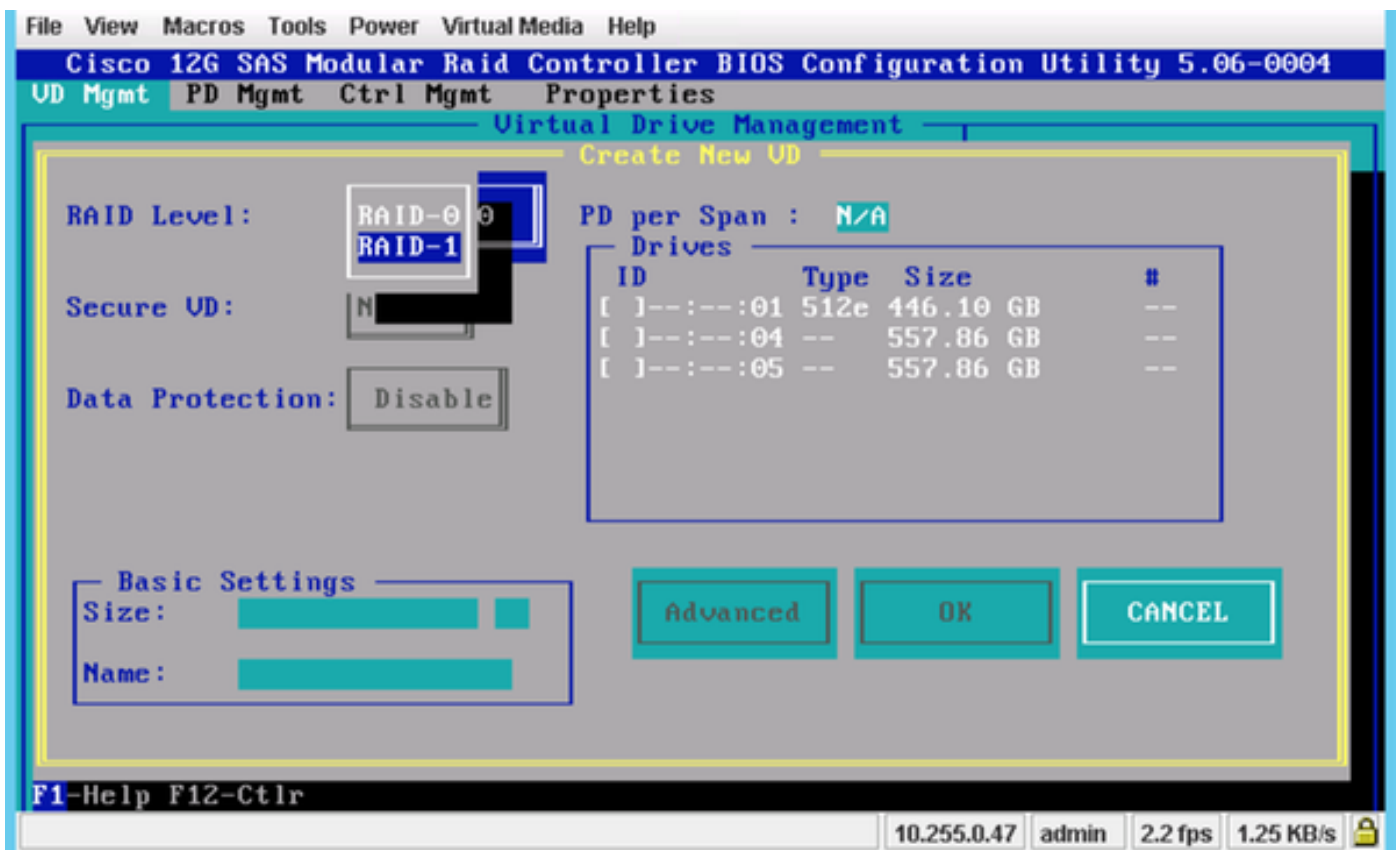 File View Macros Tools Power Virtual Media Help
Cisco 12G SAS Modular Raid Controller BIOS Configuration Utility 5.06-0004
VD Mgmt PD Mgmt Ctrl Mgmt Properties
Virtual Drive Management
Create New VD
RAID Level: RAID-0 0 PD per Span : N/A
RAID-1 Drives
ID Type Size #
Secure VD: N [ ]--:--:01 512e 446.10 GB --
[ ]--:--:04 -- 557.86 GB --
[ ]--:--:05 -- 557.86 GB --
Data Protection: Disable
Basic Settings
Size: Advanced OK CANCEL
Name:
F1-Help F12-Ctlr
10.255.0.47 admin 2.2 fps 1.25 KB/s